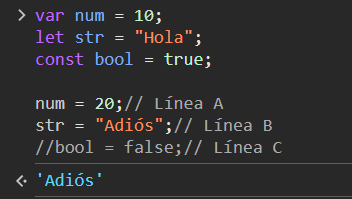 var num = 10;
let str = "Hola";
const bool = true;
num = 20;// Línea A
str = "Adiós";// Línea B
//bool = false;// Línea C
'Adiós'